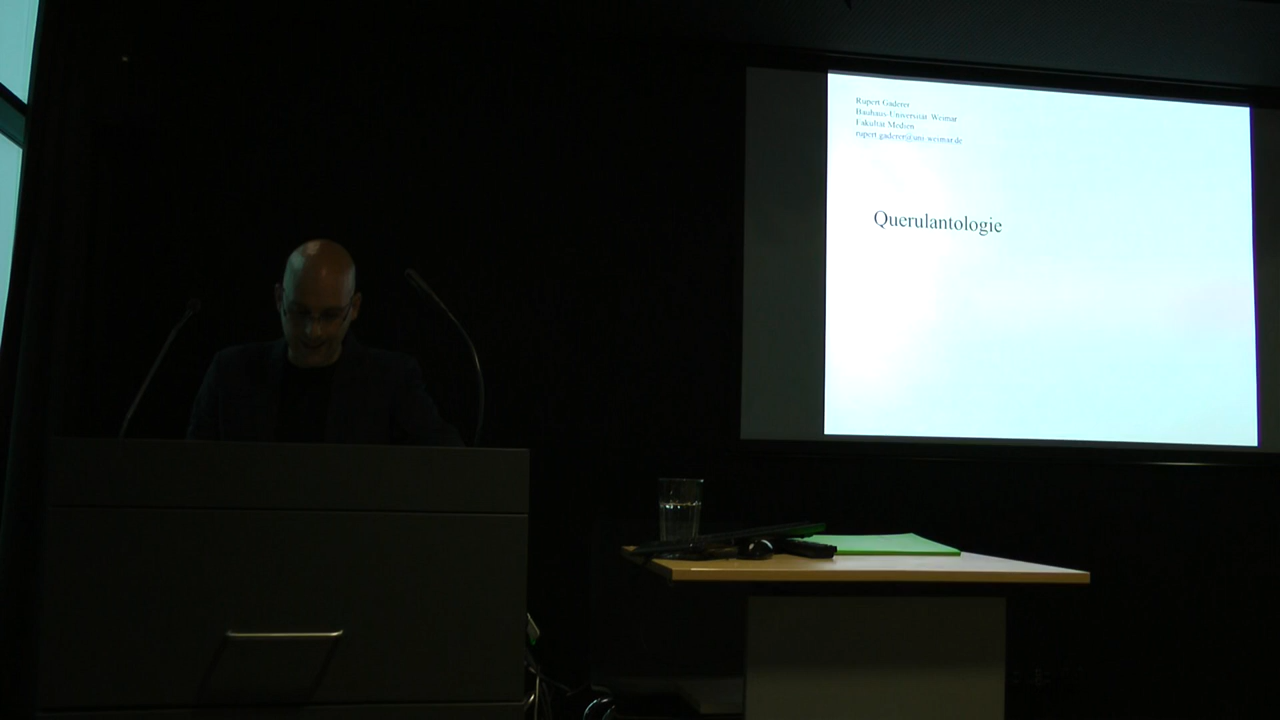 Rupert Gaderer
Bauhaus-Universität Weimar
Fakultät Medien
rupert.gaderer@uni-weimar.de
Querulantologie